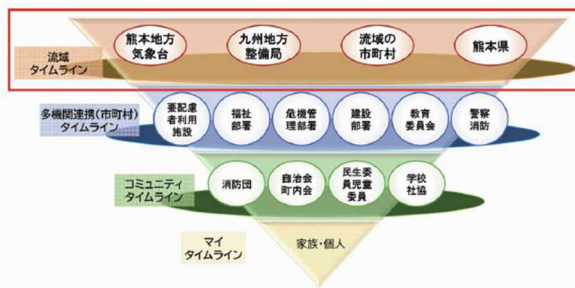 熊本地方
気象台
九州地方
整備局
流域の
市町村
熊本県
流域
タイムライン
多機関連携(市町村)
タイムライン
要配慮
者利用
施設
福祉
部署
危機管
理部署
建設
部署
教育
委員会
警察
消防
コミュニティ
タイムライン
消防団
自治会
町内会
民生委
員児童
委員
学校
社協
マイ
タイムライン
家族・個人